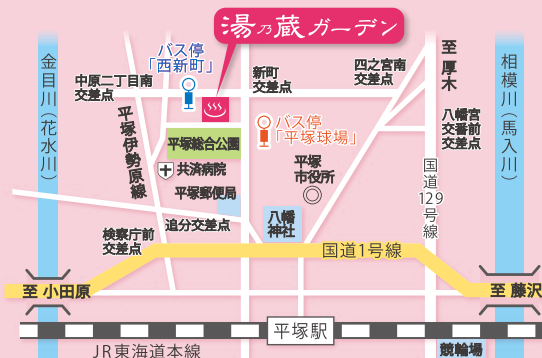 湯乃蔵ガーデン
バス停
「西新町」
至
厚木
金目川（花水川）
中原二丁目南
交差点
新町
交差点
四之宮南
交差点
相模川（馬入川）
八幡宮
交番前
交差点
平塚伊勢原線
バス停
「平塚球場」
平塚総合公園
共済病院
平塚
市役所
国道129号線
平塚郵便局
八幡
神社
追分交差点
検察庁前
交差点
国道1号線
至 小田原
至 藤沢
平塚駅
JR東海道本線
競輪場